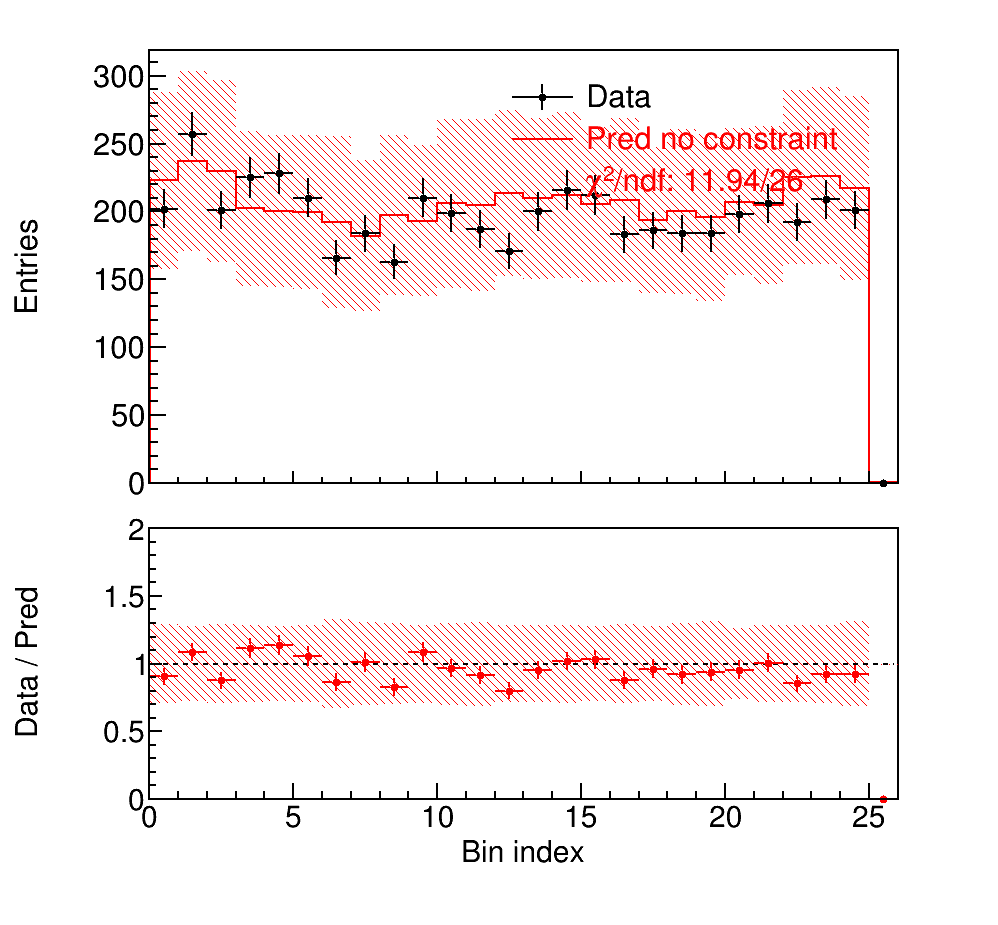 300
250
200
150
100
50
0
Entries
Data
Pred no constraint
χ²/ndf: 11.94/26
2
1.5
1
0.5
0
Data / Pred
0 5 10 15 20 25
Bin index